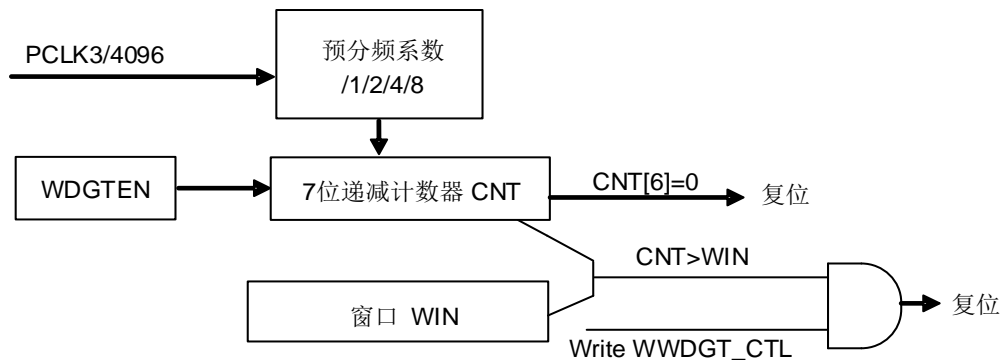 PCLK3/4096
预分频系数
/1/2/4/8
WDGTEN
7位递减计数器 CNT
CNT[6]=0
复位
CNT>WIN
窗口 WIN
复位
Write WWDGT_CTL